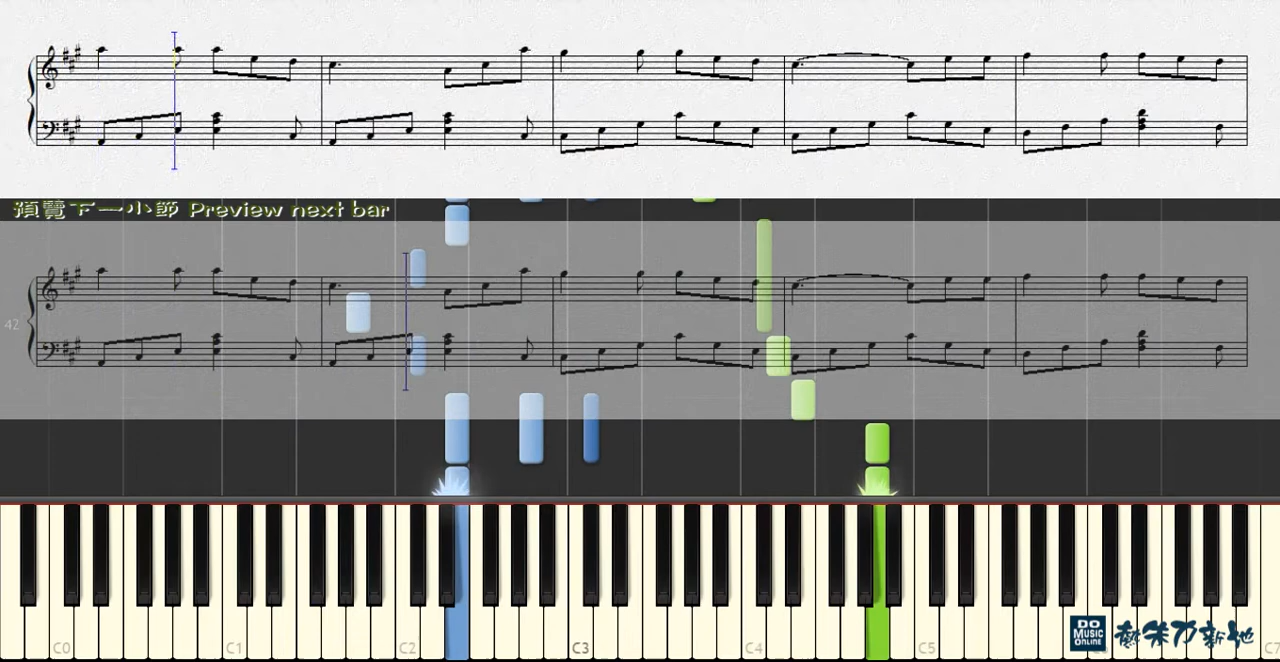 預覽下一小節 Preview next bar
42
C0 C1 C2 C3 C4 C5 C7
DO
MUSIC
ONLINE